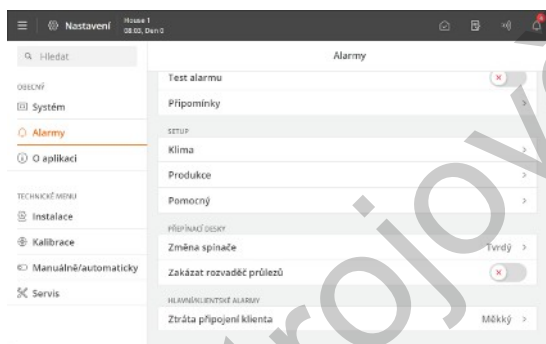 Nastavení
House 1
08:03, Den 0
Hledat
Alarmy
OBECNÝ
Systém
Alarmy
O aplikaci
TECHNICKÉ MENU
Instalace
Kalibrace
Manuálně/automaticky
Servis
Test alarmu
Připomínky
SETUP
Klima
Produkce
Pomocný
PŘEPÍNACÍ DESKY
Změna spínače Tvrdý
Zakázat rozvaděč průlezů
HLAVNÍ/KLIENTSKÉ ALARMY
Ztráta připojení klienta Měkký